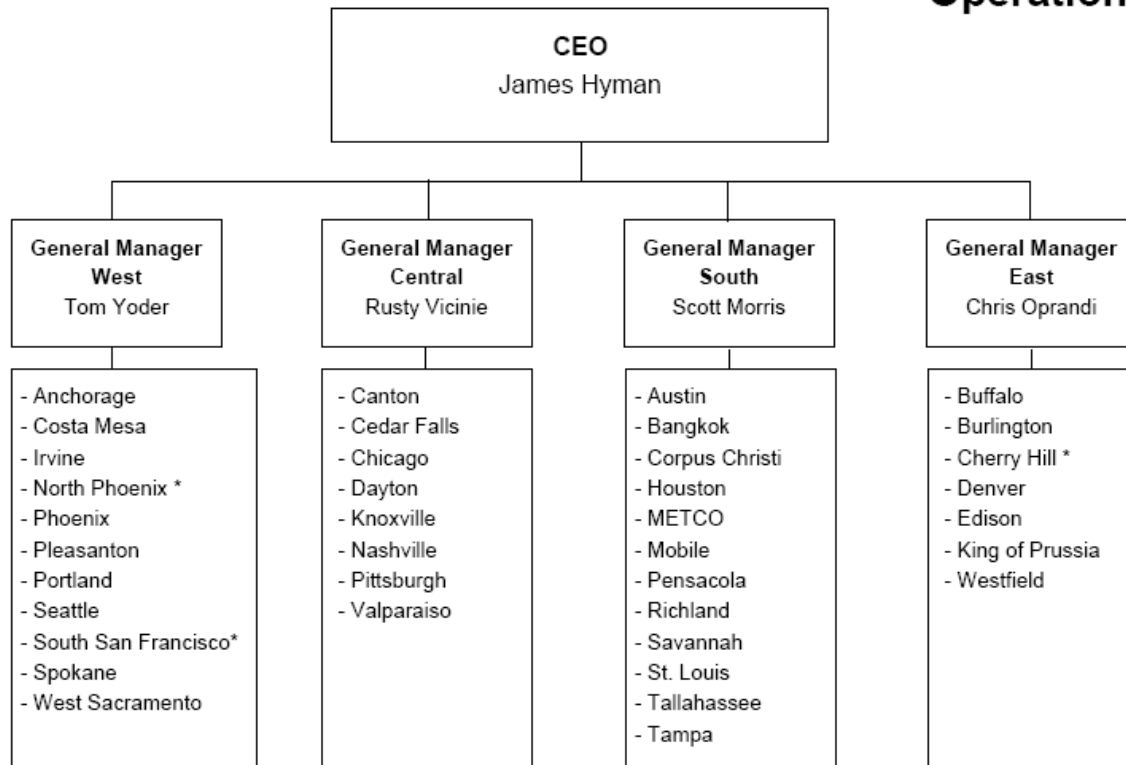 Operation
CEO
James Hyman
General Manager
West
Tom Yoder
General Manager
Central
Rusty Vicinie
General Manager
South
Scott Morris
General Manager
East
Chris Oprandi
- Anchorage
- Costa Mesa
- Irvine
- North Phoenix *
- Phoenix
- Pleasanton
- Portland
- Seattle
- South San Francisco*
- Spokane
- West Sacramento
- Canton
- Cedar Falls
- Chicago
- Dayton
- Knoxville
- Nashville
- Pittsburgh
- Valparaiso
- Austin
- Bangkok
- Corpus Christi
- Houston
- METCO
- Mobile
- Pensacola
- Richland
- Savannah
- St. Louis
- Tallahassee
- Tampa
- Buffalo
- Burlington
- Cherry Hill *
- Denver
- Edison
- King of Prussia
- Westfield